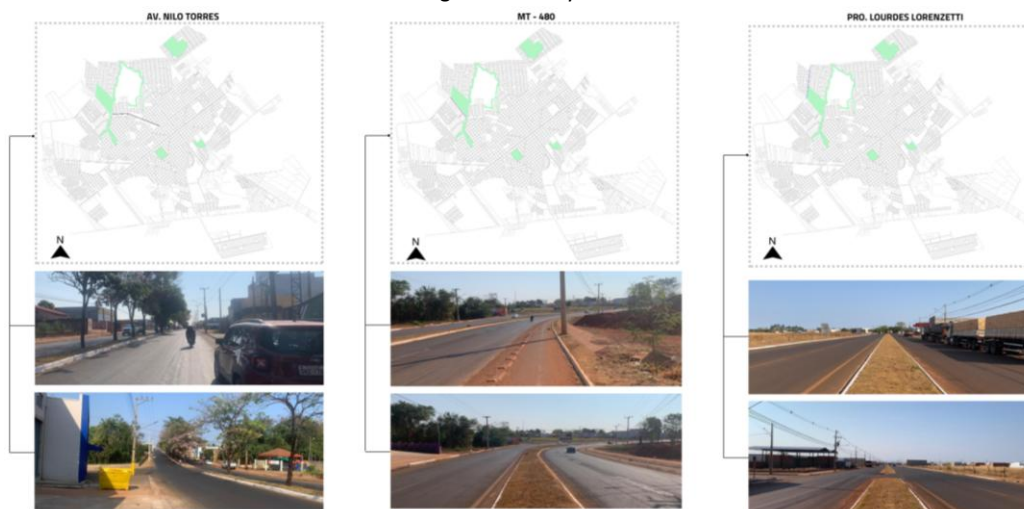 AV. NILO TORRES
MT - 480
PRO. LOURDES LORENZETTI
N
N
N